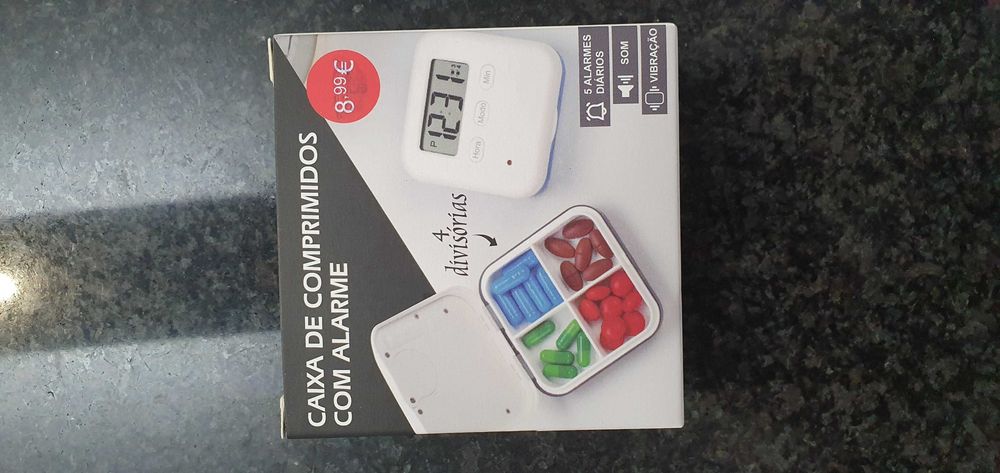 CAIXA DE COMPRIMIDOS
COM ALARME
8,99€
P 12:31 34
Hora
Modo
Min
4
divisórias
5 ALARMES
DIÁRIOS
SOM
VIBRAÇÃO